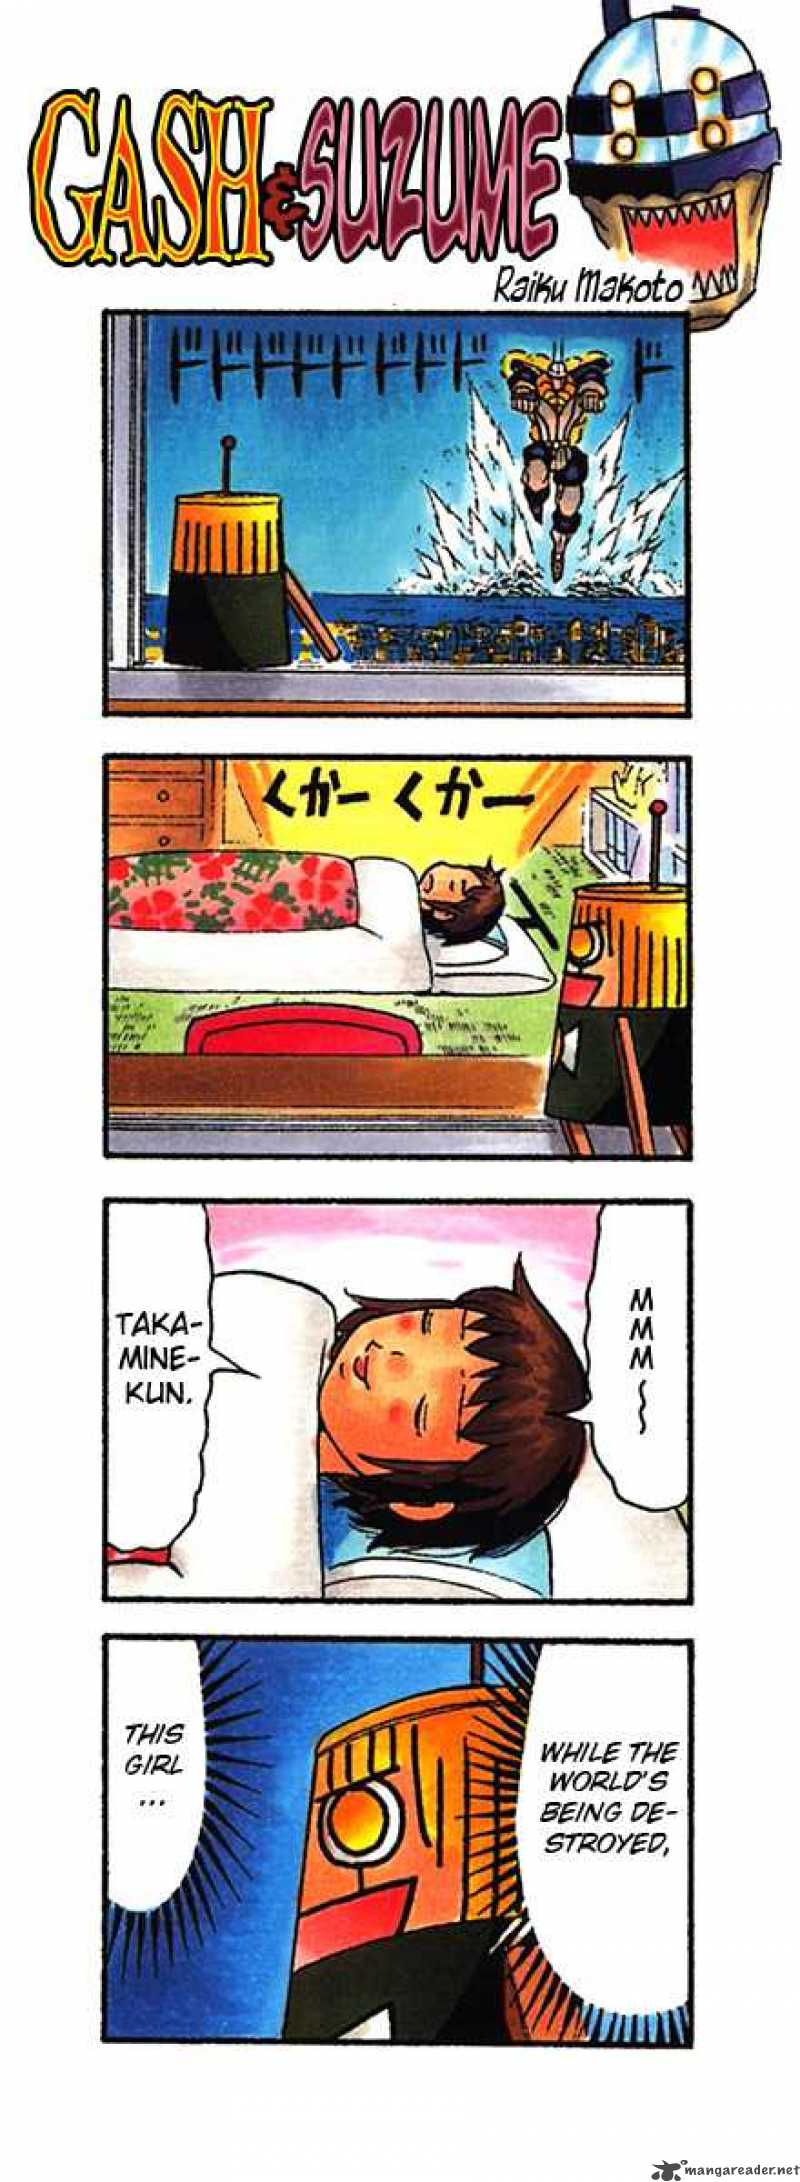 GASH & SUZUME
Raiku Makoto
ドドドドドドドド ド
くかー くかー
MMM~
TAKA-
MINE-
KUN.
WHILE THE
WORLD'S
BEING DE-
STROYED,
THIS
GIRL
...
mangareader.net